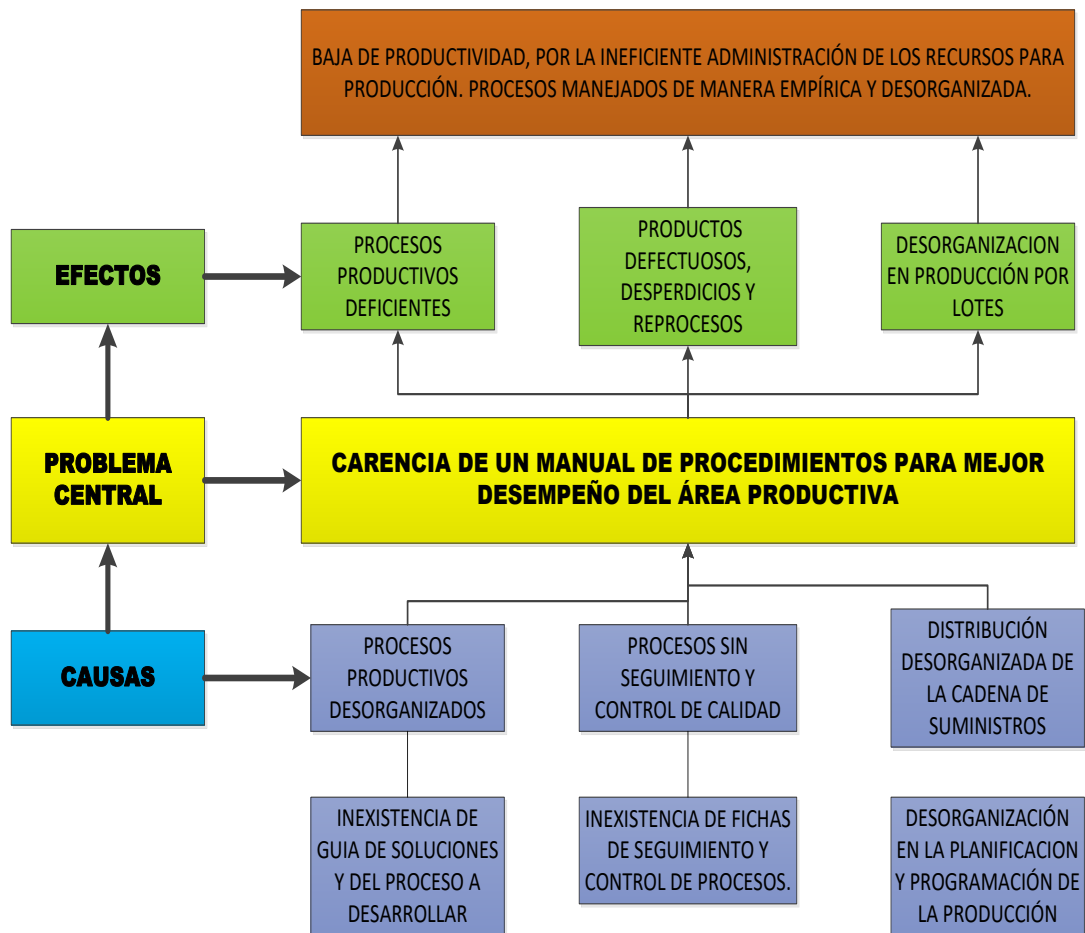 BAJA DE PRODUCTIVIDAD, POR LA INEFICIENTE ADMINISTRACIÓN DE LOS RECURSOS PARA
PRODUCCIÓN. PROCESOS MANEJADOS DE MANERA EMPÍRICA Y DESORGANIZADA.
EFECTOS
PROCESOS
PRODUCTIVOS
DEFICIENTES
PRODUCTOS
DEFECTUOSOS,
DESPERDICIOS Y
REPROCESOS
DESORGANIZACION
EN PRODUCCIÓN POR
LOTES
PROBLEMA
CENTRAL
CARENCIA DE UN MANUAL DE PROCEDIMIENTOS PARA MEJOR
DESEMPEÑO DEL ÁREA PRODUCTIVA
CAUSAS
PROCESOS
PRODUCTIVOS
DESORGANIZADOS
PROCESOS SIN
SEGUIMIENTO Y
CONTROL DE CALIDAD
DISTRIBUCIÓN
DESORGANIZADA DE
LA CADENA DE
SUMINISTROS
INEXISTENCIA DE
GUIA DE SOLUCIONES
Y DEL PROCESO A
DESARROLLAR
INEXISTENCIA DE FICHAS
DE SEGUIMIENTO Y
CONTROL DE PROCESOS.
DESORGANIZACIÓN
EN LA PLANIFICACION
Y PROGRAMACIÓN DE
LA PRODUCCIÓN